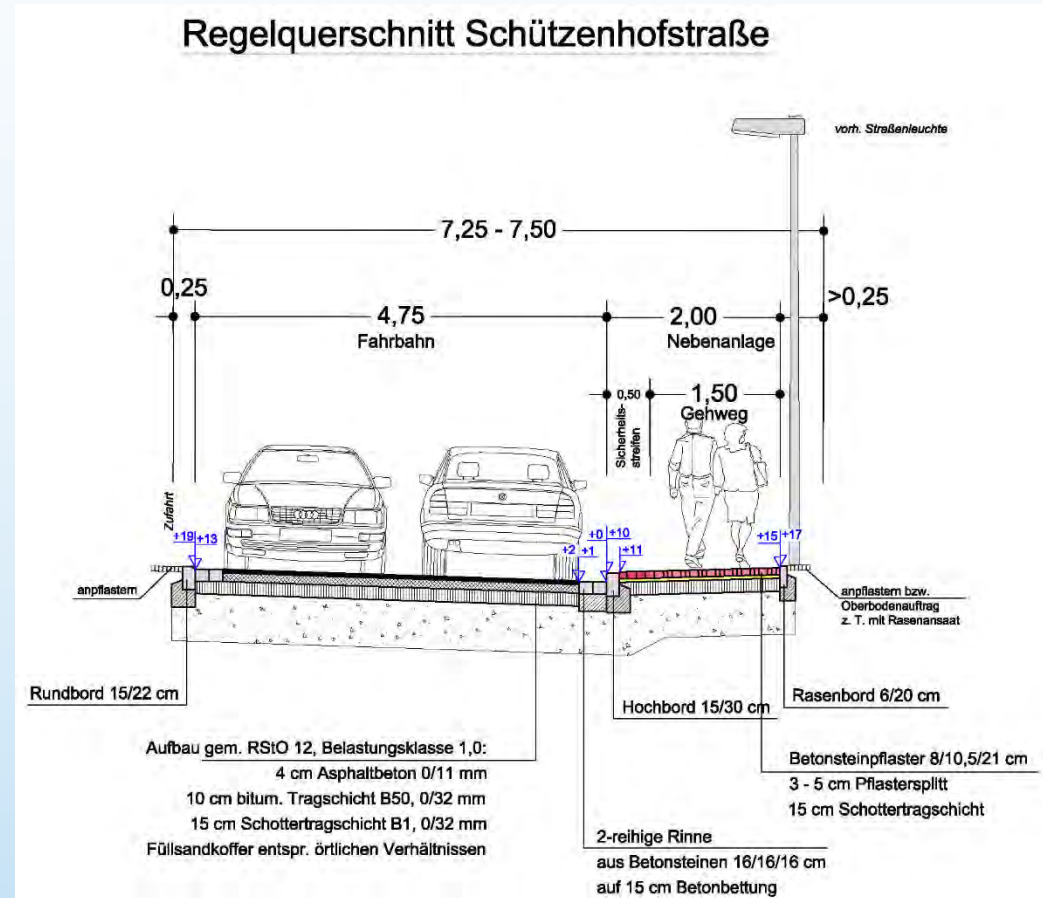 Regelquerschnitt Schützenhofstraße
vorh. Straßenleuchte
7,25 - 7,50
0,25
>0,25
4,75
2,00
Fahrbahn
Nebenanlage
0,50
1,50
Gehweg
Sicherheits-
streifen
Zufahrt
+19 +13
+2 +1
+0 +10
+11
+15 +17
anpflastern
anpflastern bzw.
Oberbodenauftrag
z. T. mit Rasenansaat
Rundbord 15/22 cm
Hochbord 15/30 cm
Rasenbord 6/20 cm
Aufbau gem. RStO 12, Belastungsklasse 1,0:
4 cm Asphaltbeton 0/11 mm
10 cm bitum. Tragschicht B50, 0/32 mm
15 cm Schottertragschicht B1, 0/32 mm
Füllsandkoffer entspr. örtlichen Verhältnissen
Betonsteinpflaster 8/10,5/21 cm
3 - 5 cm Pflastersplitt
15 cm Schottertragschicht
2-reihige Rinne
aus Betonsteinen 16/16/16 cm
auf 15 cm Betonbettung